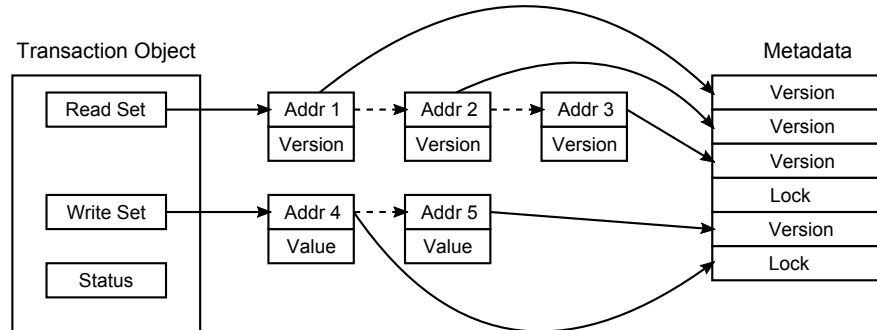 Transaction Object
Metadata
Read Set
Addr 1
Addr 2
Addr 3
Version
Version
Version
Version
Version
Version
Lock
Write Set
Addr 4
Addr 5
Version
Value
Value
Lock
Status